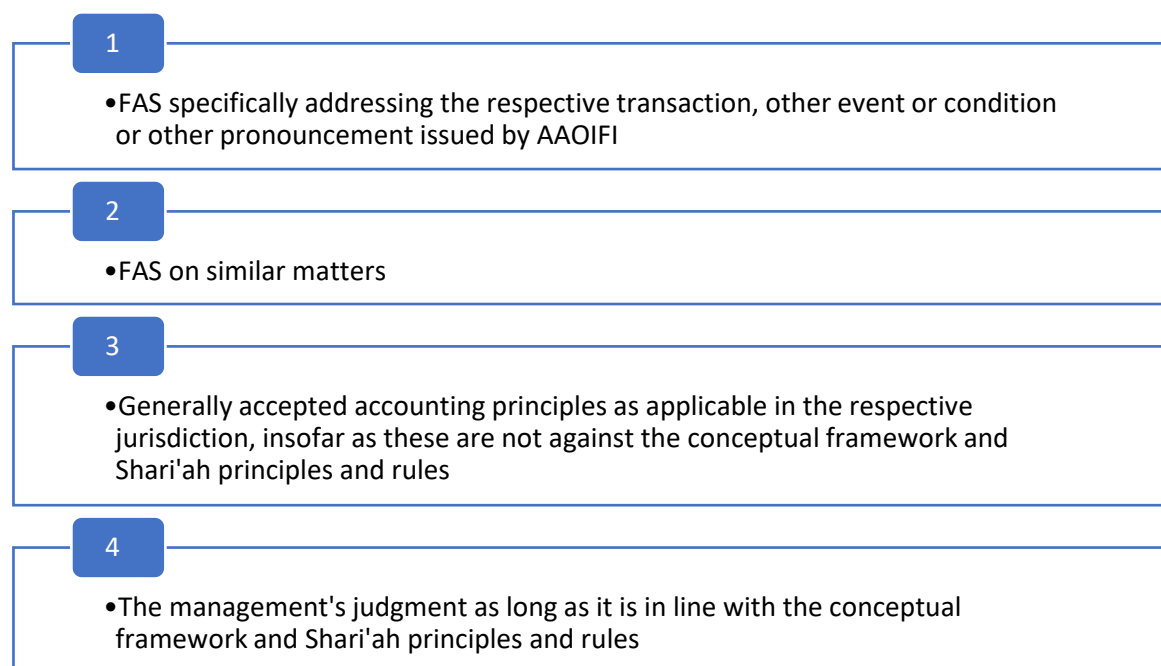 1
•FAS specifically addressing the respective transaction, other event or condition
or other pronouncement issued by AAOIFI
2
•FAS on similar matters
3
•Generally accepted accounting principles as applicable in the respective
jurisdiction, insofar as these are not against the conceptual framework and
Shari'ah principles and rules
4
•The management's judgment as long as it is in line with the conceptual
framework and Shari'ah principles and rules